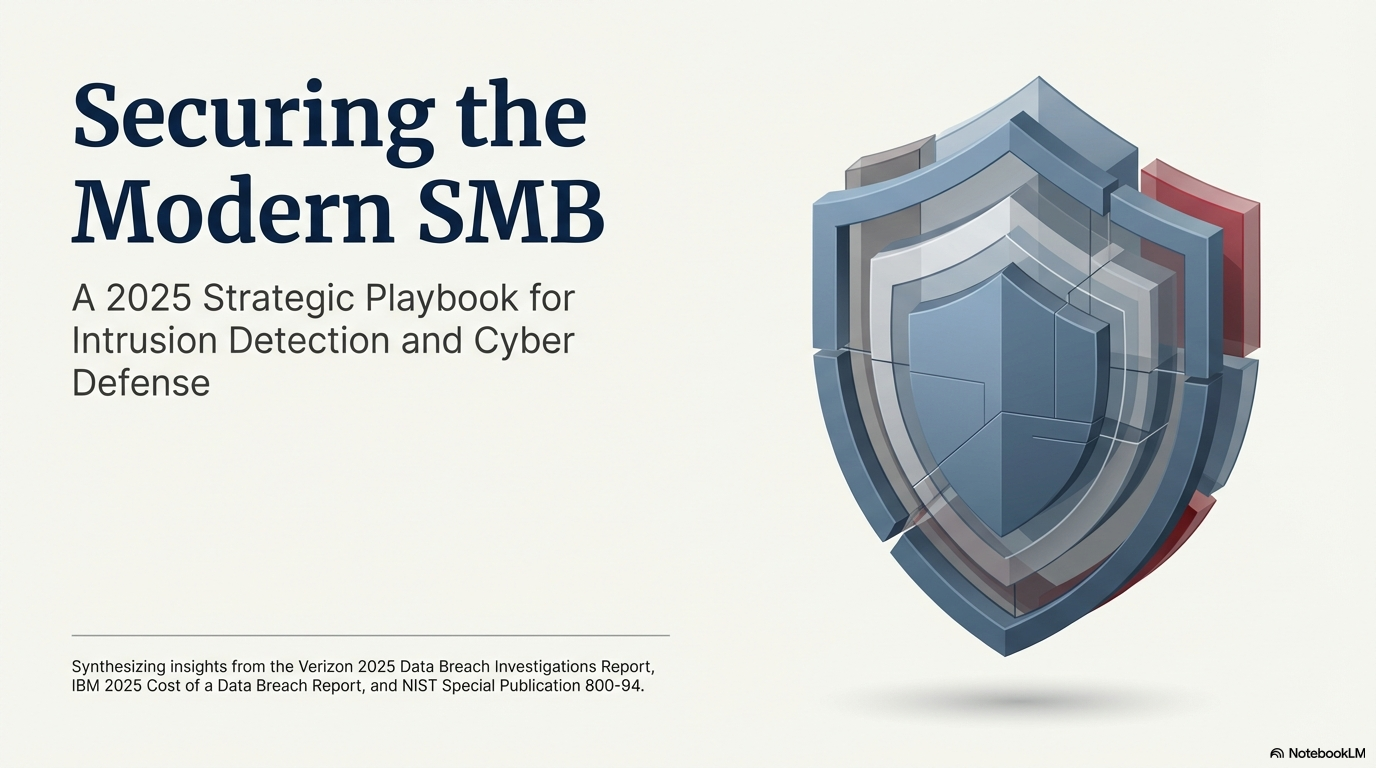 Securing the
Modern SMB
A 2025 Strategic Playbook for
Intrusion Detection and Cyber
Defense
Synthesizing insights from the Verizon 2025 Data Breach Investigations Report,
IBM 2025 Cost of a Data Breach Report, and NIST Special Publication 800-94.
NotebookLM